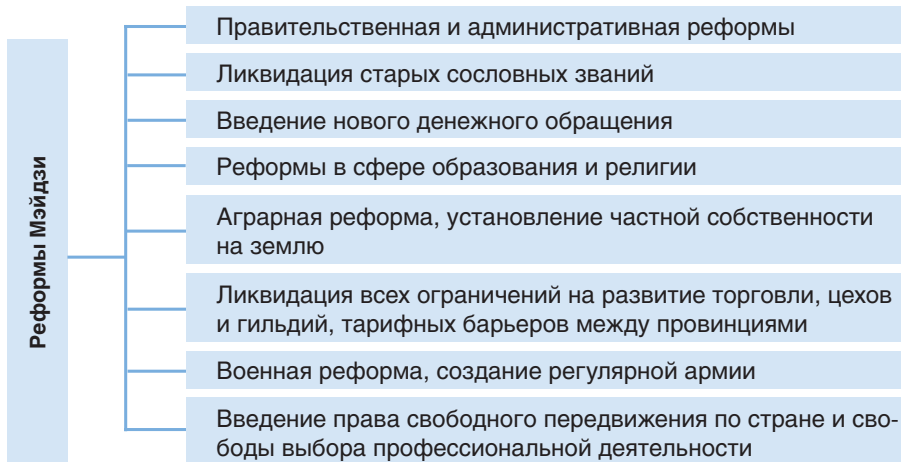 Реформы Мэйдзи
Правительственная и административная реформы
Ликвидация старых сословных званий
Введение нового денежного обращения
Реформы в сфере образования и религии
Аграрная реформа, установление частной собственности
на землю
Ликвидация всех ограничений на развитие торговли, цехов
и гильдий, тарифных барьеров между провинциями
Военная реформа, создание регулярной армии
Введение права свободного передвижения по стране и сво-
боды выбора профессиональной деятельности